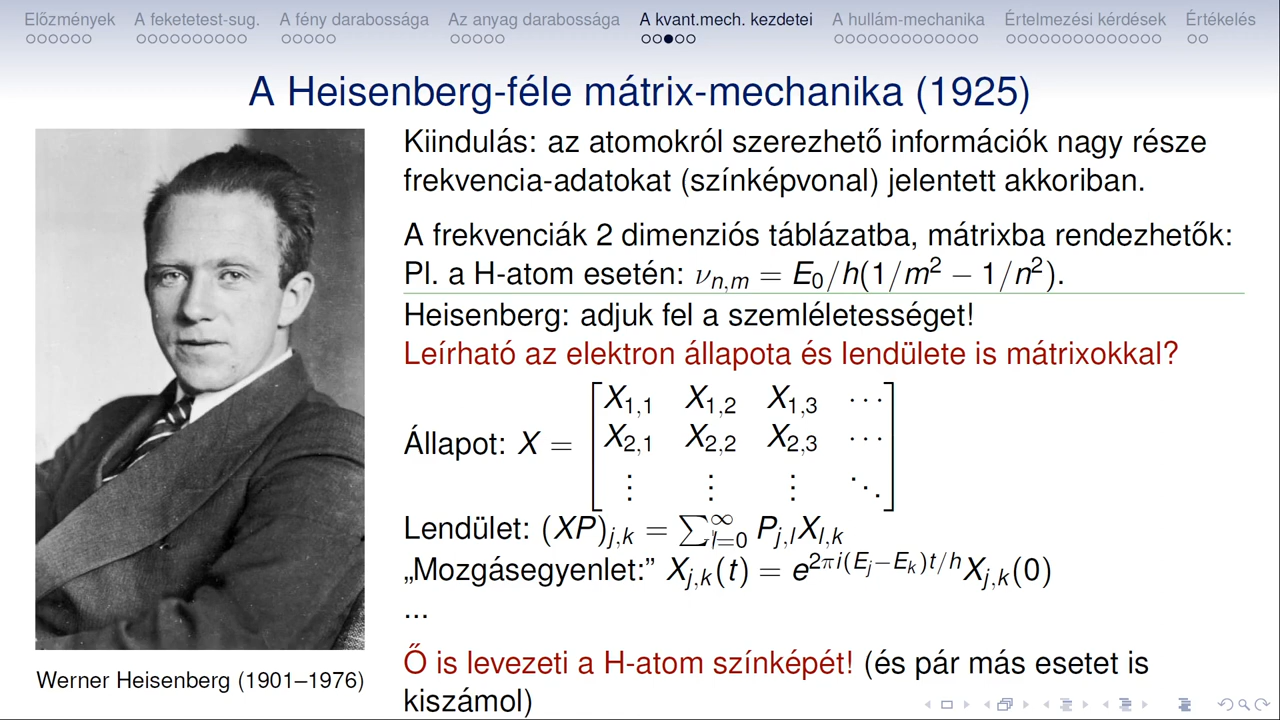 Előzmények A feketetest-sug. A fény darabossága Az anyag darabossága A kvant.mech. kezdetei A hullám-mechanika Értelmezési kérdések Értékelés
A Heisenberg-féle mátrix-mechanika (1925)
Kiindulás: az atomokról szerezhető információk nagy része
frekvencia-adatokat (színképvonal) jelentett akkoriban.
A frekvenciák 2 dimenziós táblázatba, mátrixba rendezhetők:
Pl. a H-atom esetén: ν_{n,m} = E_0/h(1/m^2 − 1/n^2).
Heisenberg: adjuk fel a szemléletességet!
Leírható az elektron állapota és lendülete is mátrixokkal?
Állapot: X = [
X_{1,1} X_{1,2} X_{1,3} ⋯
X_{2,1} X_{2,2} X_{2,3} ⋯
⋮ ⋮ ⋮ ⋱
]
Lendület: (XP)_{j,k} = ∑_{l=0}^{∞} P_{j,l}X_{l,k}
„Mozgásegyenlet:” X_{j,k}(t) = e^{2πi(E_j−E_k)t/h}X_{j,k}(0)
...
Ő is levezeti a H-atom színképét! (és pár más esetet is
kiszámol)
Werner Heisenberg (1901–1976)